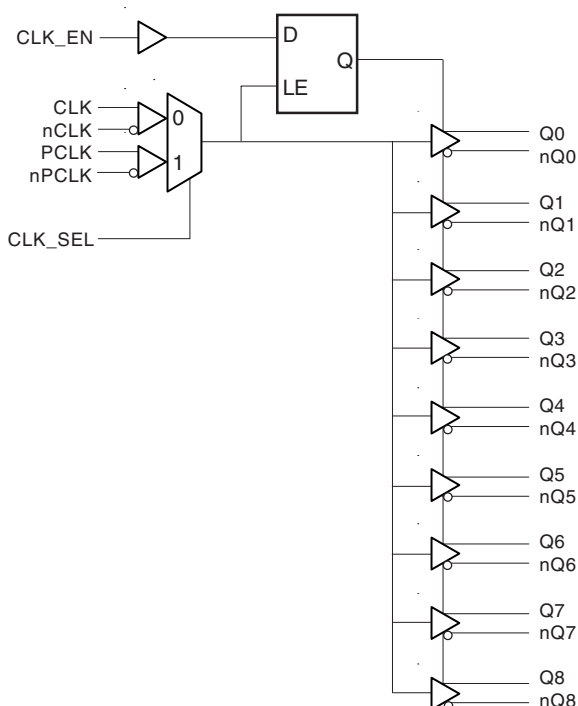 CLK_EN
D
Q
LE
CLK
nCLK
PCLK
nPCLK
0
1
CLK_SEL
Q0
nQ0
Q1
nQ1
Q2
nQ2
Q3
nQ3
Q4
nQ4
Q5
nQ5
Q6
nQ6
Q7
nQ7
Q8
nQ8